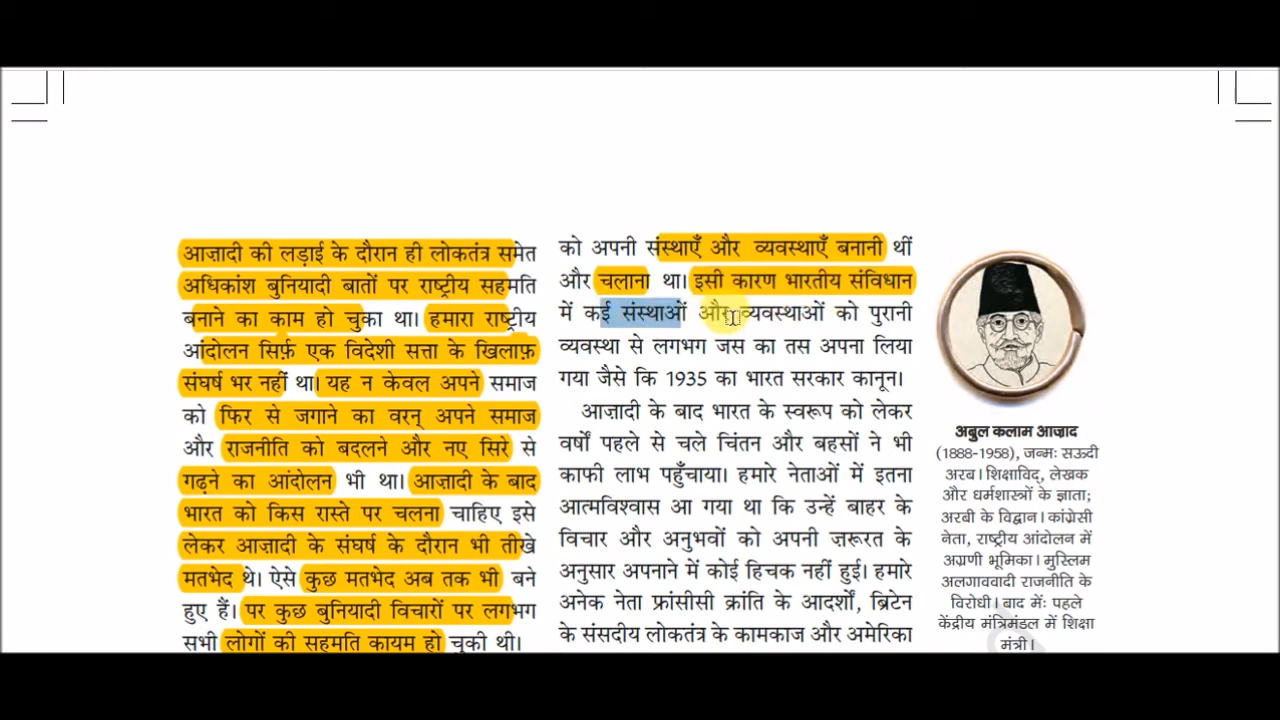 आज़ादी की लड़ाई के दौरान ही लोकतंत्र समेत
अधिकांश बुनियादी बातों पर राष्ट्रीय सहमति
बनाने का काम हो चुका था। हमारा राष्ट्रीय
आंदोलन सिर्फ़ एक विदेशी सत्ता के खिलाफ़
संघर्ष भर नहीं था। यह न केवल अपने समाज
को फिर से जगाने का वरन् अपने समाज
और राजनीति को बदलने और नए सिरे से
गढ़ने का आंदोलन भी था। आज़ादी के बाद
भारत को किस रास्ते पर चलना चाहिए इसे
लेकर आज़ादी के संघर्ष के दौरान भी तीखे
मतभेद थे। ऐसे कुछ मतभेद अब तक भी बने
हुए हैं। पर कुछ बुनियादी विचारों पर लगभग
सभी लोगों की सहमति कायम हो चुकी थी।
को अपनी संस्थाएँ और व्यवस्थाएँ बनानी थीं
और चलाना था। इसी कारण भारतीय संविधान
में कई संस्थाओं और व्यवस्थाओं को पुरानी
व्यवस्था से लगभग जस का तस अपना लिया
गया जैसे कि 1935 का भारत सरकार कानून।
आज़ादी के बाद भारत के स्वरूप को लेकर
वर्षों पहले से चले चिंतन और बहसों ने भी
काफी लाभ पहुँचाया। हमारे नेताओं में इतना
आत्मविश्वास आ गया था कि उन्हें बाहर के
विचार और अनुभवों को अपनी ज़रूरत के
अनुसार अपनाने में कोई हिचक नहीं हुई। हमारे
अनेक नेता फ्रांसीसी क्रांति के आदर्शों, ब्रिटेन
के संसदीय लोकतंत्र के कामकाज और अमेरिका
अबुल कलाम आज़ाद
(1888-1958), जन्मः सऊदी
अरब। शिक्षाविद्, लेखक
और धर्मशास्त्रों के ज्ञाता;
अरबी के विद्वान। कांग्रेसी
नेता, राष्ट्रीय आंदोलन में
अग्रणी भूमिका। मुस्लिम
अलगाववादी राजनीति के
विरोधी। बाद मेंः पहले
केंद्रीय मंत्रिमंडल में शिक्षा
मंत्री।